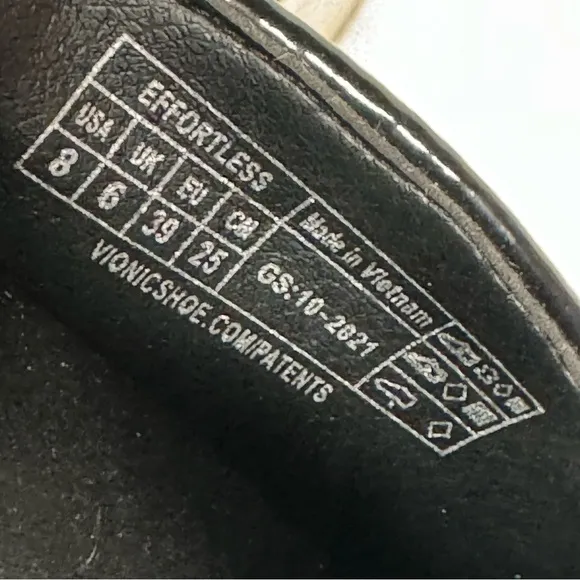 EFFORTLESS
Made in Vietnam
USA UK EU CM
8 6 39 25
GS:10-2821
VIONICSHOE.COM/PATENTS